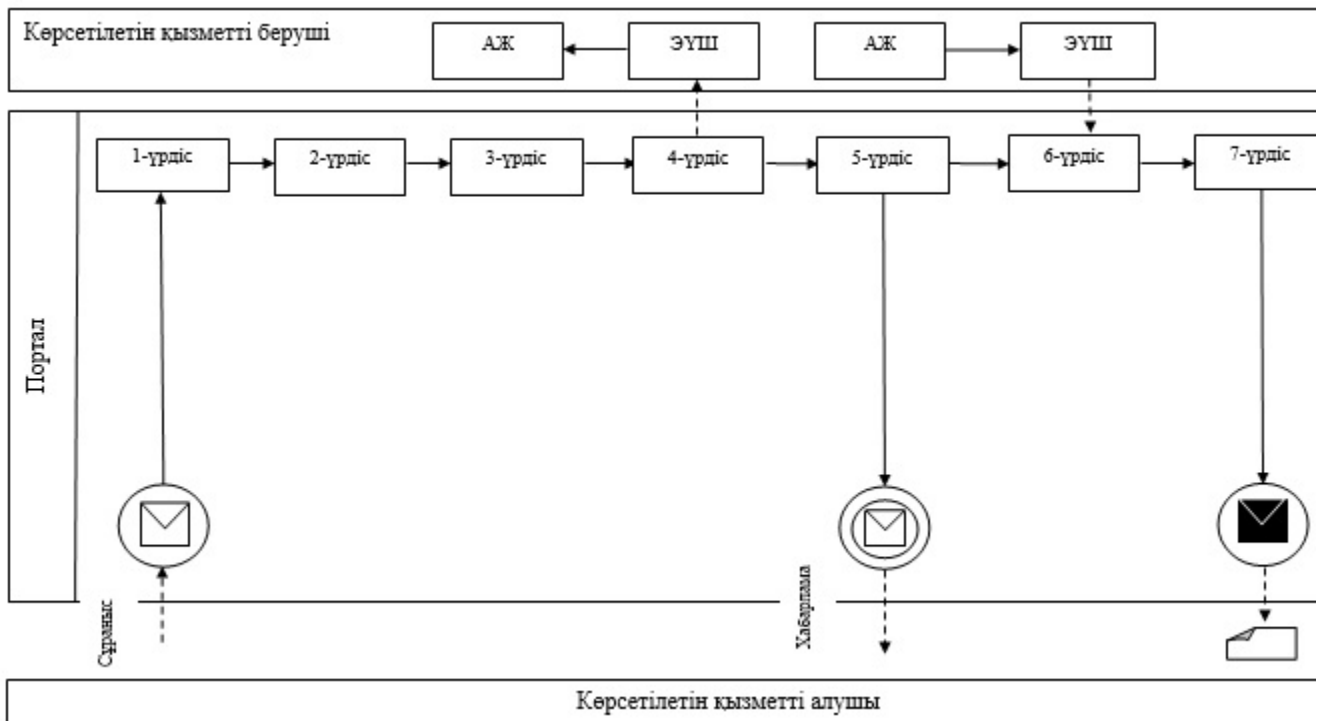 Көрсетілетін қызметті беруші
АЖ
ЭҮШ
АЖ
ЭҮШ
Портал
1-үрдіс
2-үрдіс
3-үрдіс
4-үрдіс
5-үрдіс
6-үрдіс
7-үрдіс
Сұраныс
Хабарлама
Көрсетілетін қызметті алушы